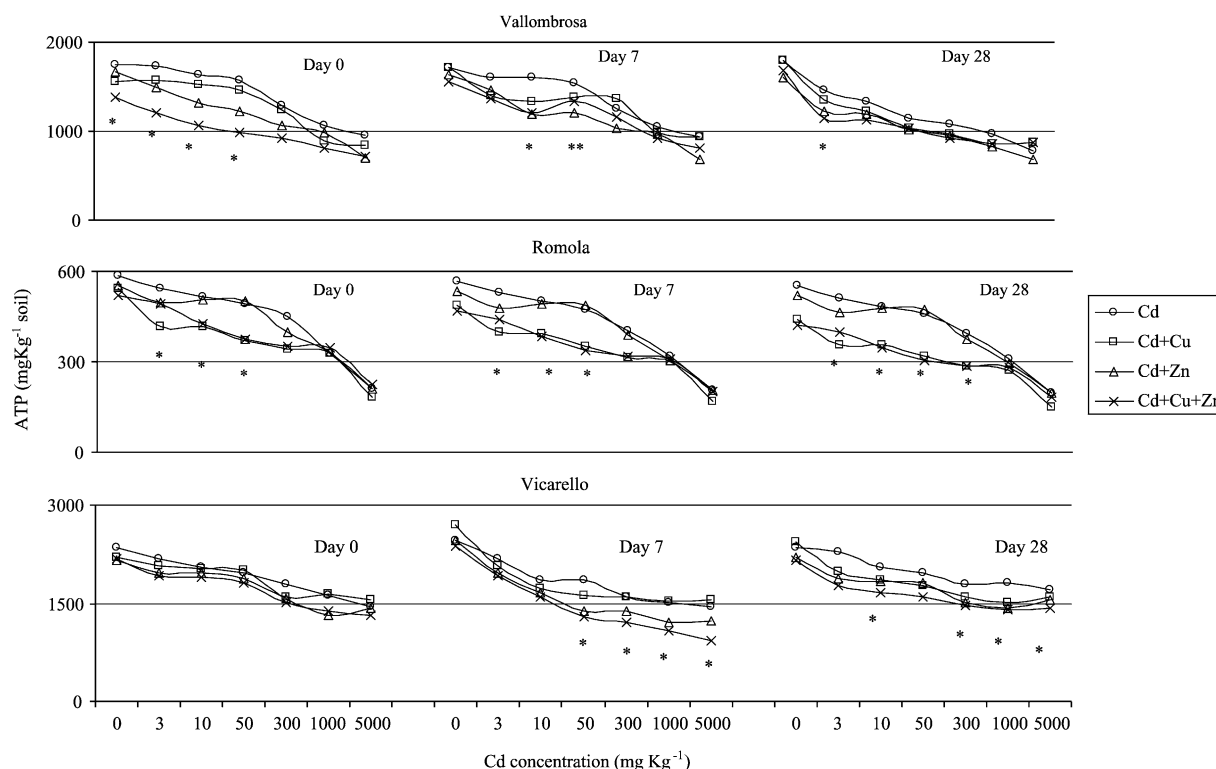 Vallombrosa
2000
Day 0
Day 7
Day 28
1000
*
*
*
*
*
**
*
0
Romola
600
Day 0
Day 7
Day 28
300
*
*
*
*
*
*
*
*
*
*
0
Vicarello
3000
Day 0
Day 7
Day 28
1500
*
*
*
*
*
*
*
*
0
0 3 10 50 300 1000 5000 0 3 10 50 300 1000 5000 0 3 10 50 300 1000 5000
Cd concentration (mg Kg⁻¹)
ATP (mgKg⁻¹ soil)
Cd
Cd+Cu
Cd+Zn
Cd+Cu+Zn